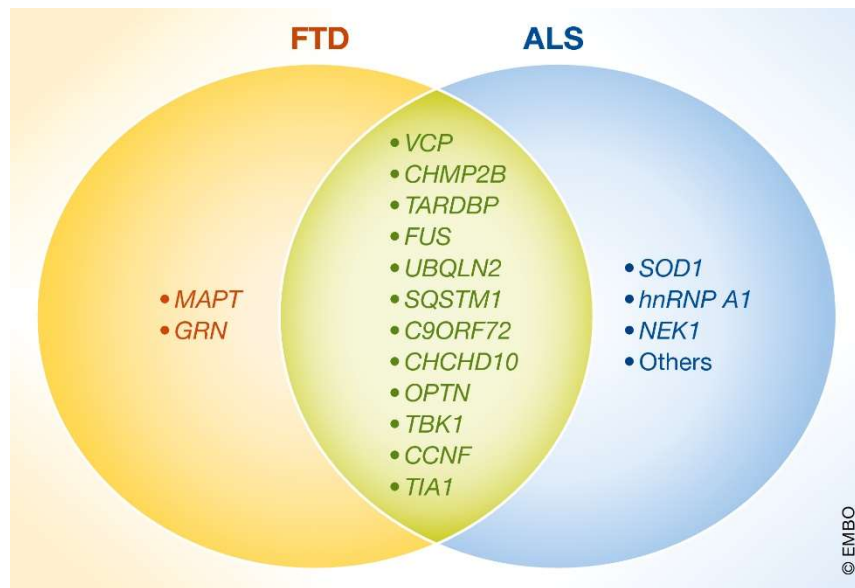 FTD
ALS
• MAPT
• GRN
• VCP
• CHMP2B
• TARDBP
• FUS
• UBQLN2
• SQSTM1
• C9ORF72
• CHCHD10
• OPTN
• TBK1
• CCNF
• TIA1
• SOD1
• hnRNP A1
• NEK1
• Others
© EMBO